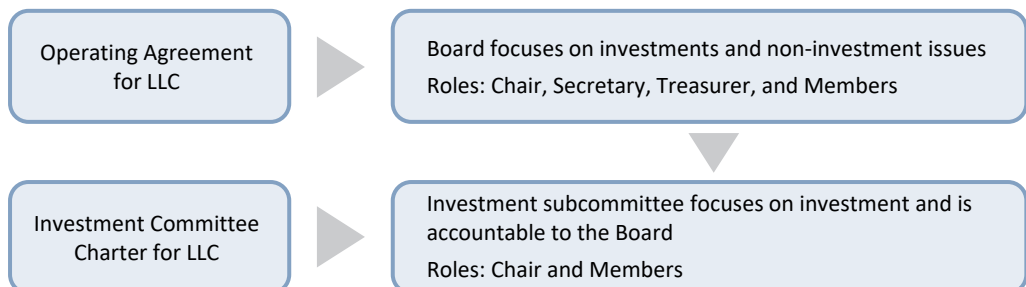 Operating Agreement
for LLC
Board focuses on investments and non-investment issues
Roles: Chair, Secretary, Treasurer, and Members
Investment Committee
Charter for LLC
Investment subcommittee focuses on investment and is
accountable to the Board
Roles: Chair and Members